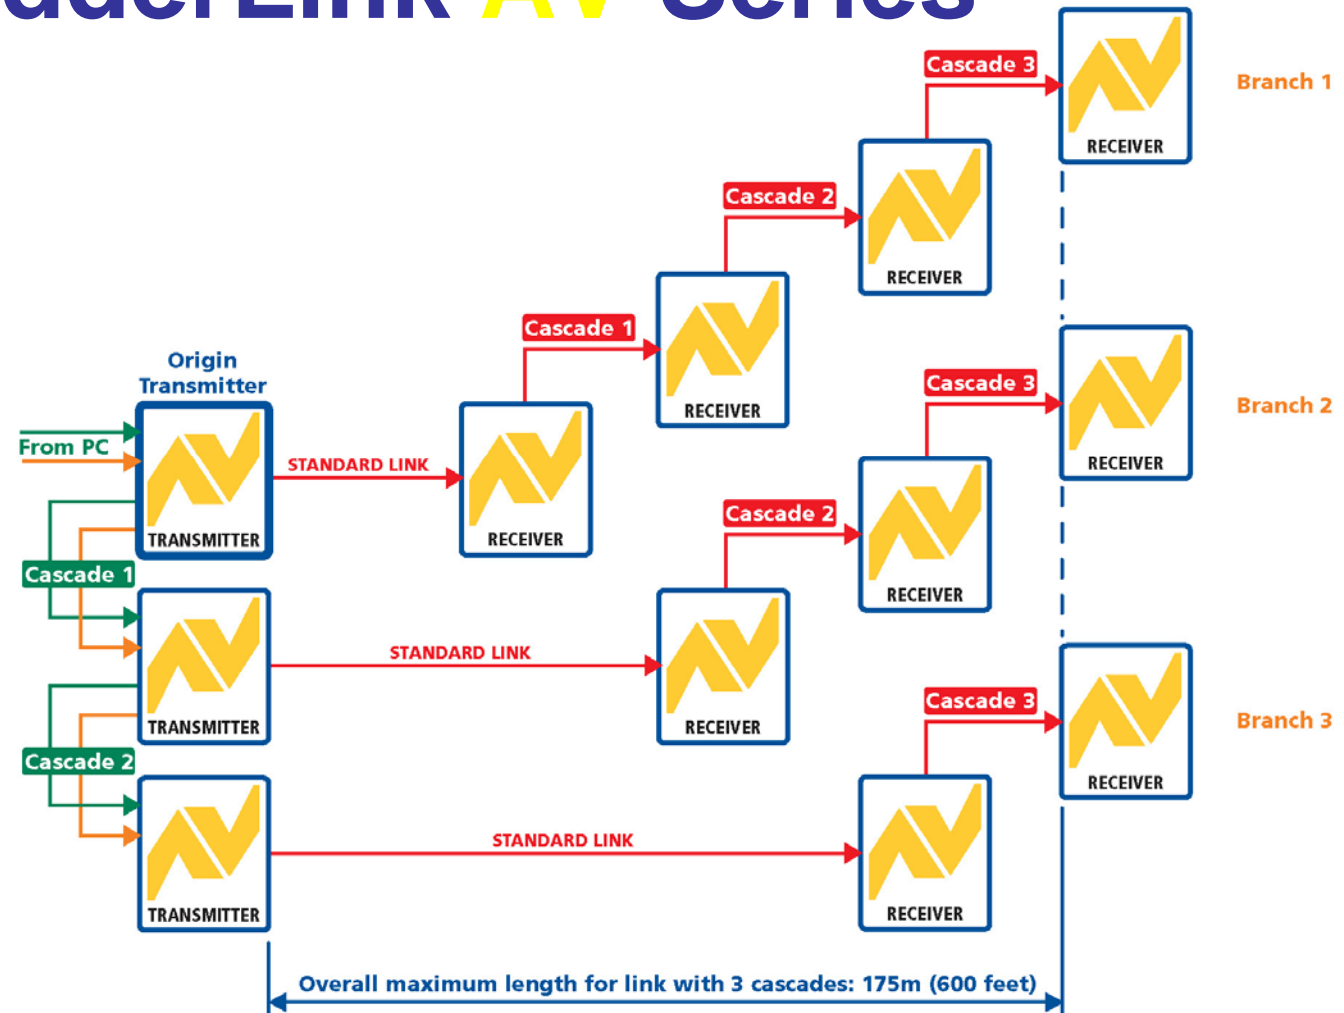 AV Series
Cascade 3
Branch 1
RECEIVER
Cascade 2
RECEIVER
Cascade 1
RECEIVER
Origin
Transmitter
From PC
STANDARD LINK
TRANSMITTER
RECEIVER
Cascade 3
Branch 2
RECEIVER
Cascade 2
RECEIVER
Cascade 1
STANDARD LINK
TRANSMITTER
RECEIVER
Cascade 3
Branch 3
RECEIVER
Cascade 2
STANDARD LINK
TRANSMITTER
RECEIVER
Overall maximum length for link with 3 cascades: 175m (600 feet)